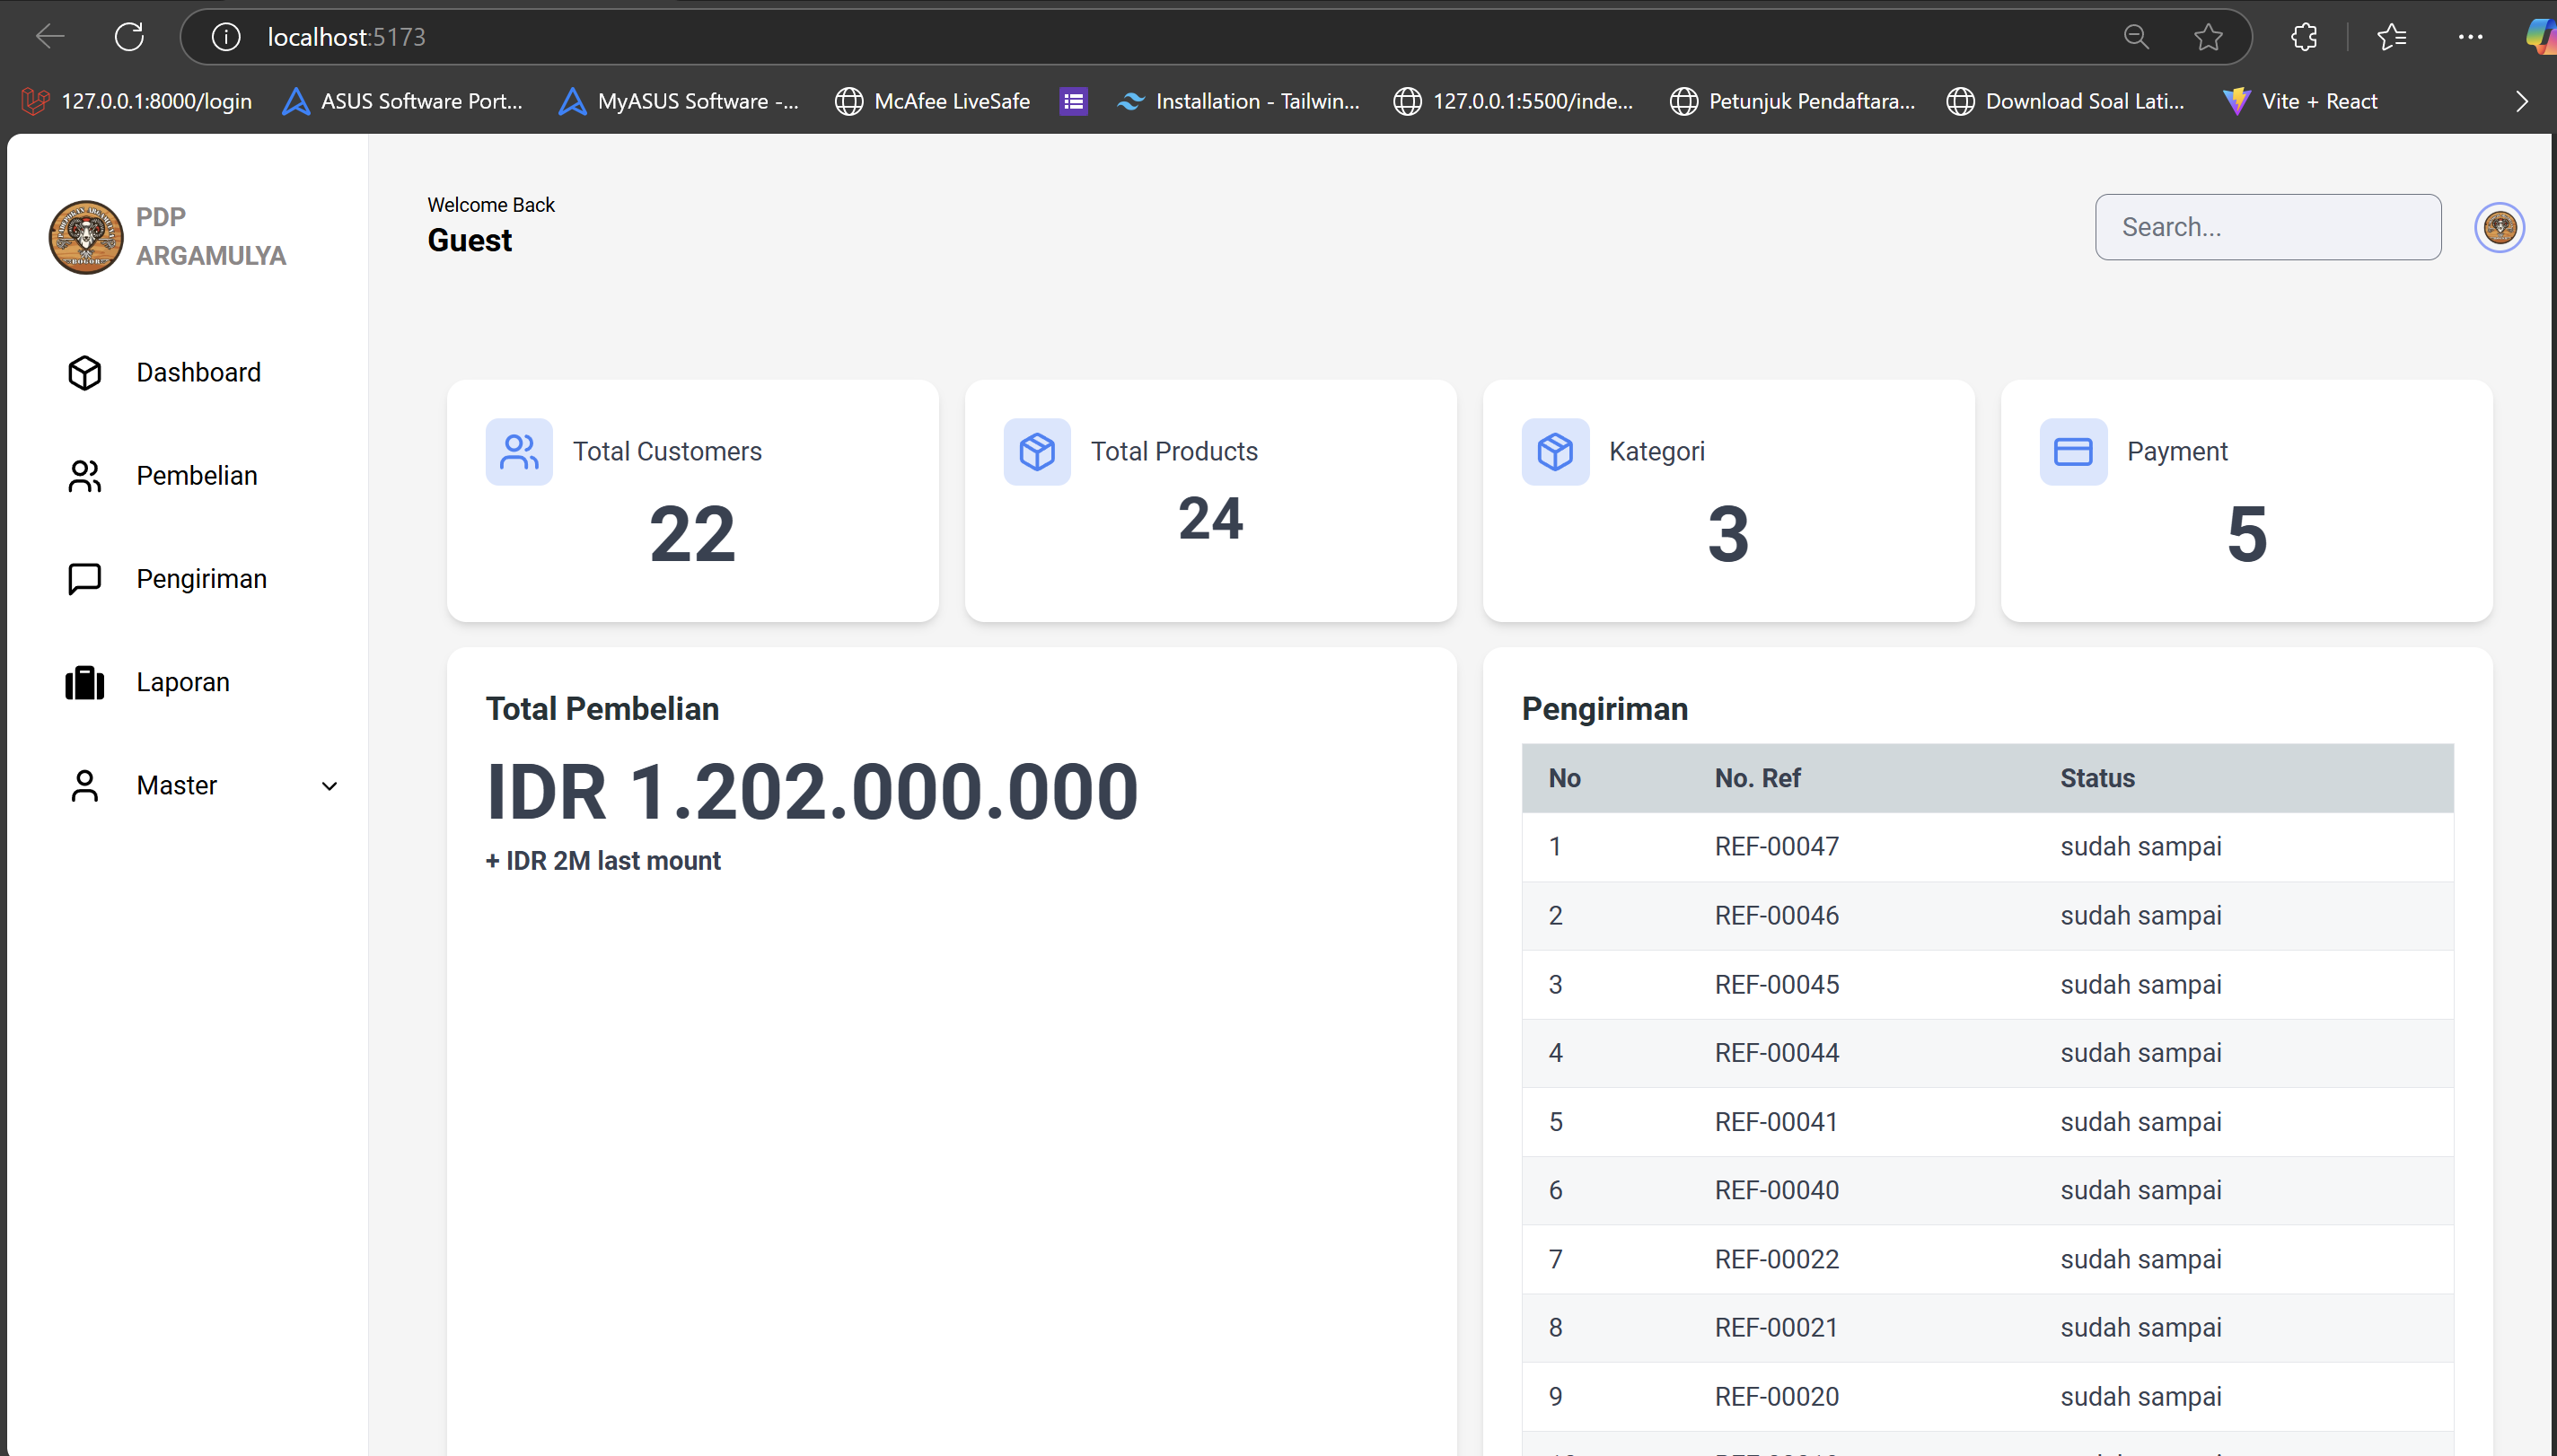 localhost:5173
127.0.0.1:8000/login
ASUS Software Port...
MyASUS Software -...
McAfee LiveSafe
Installation - Tailwin...
127.0.0.1:5500/inde...
Petunjuk Pendaftara...
Download Soal Lati...
Vite + React
PDP
ARGAMULYA
Dashboard
Pembelian
Pengiriman
Laporan
Master
Welcome Back
Guest
Search...
Total Customers
22
Total Products
24
Kategori
3
Payment
5
Total Pembelian
IDR 1.202.000.000
+ IDR 2M last mount
Pengiriman
No No. Ref Status
1 REF-00047 sudah sampai
2 REF-00046 sudah sampai
3 REF-00045 sudah sampai
4 REF-00044 sudah sampai
5 REF-00041 sudah sampai
6 REF-00040 sudah sampai
7 REF-00022 sudah sampai
8 REF-00021 sudah sampai
9 REF-00020 sudah sampai